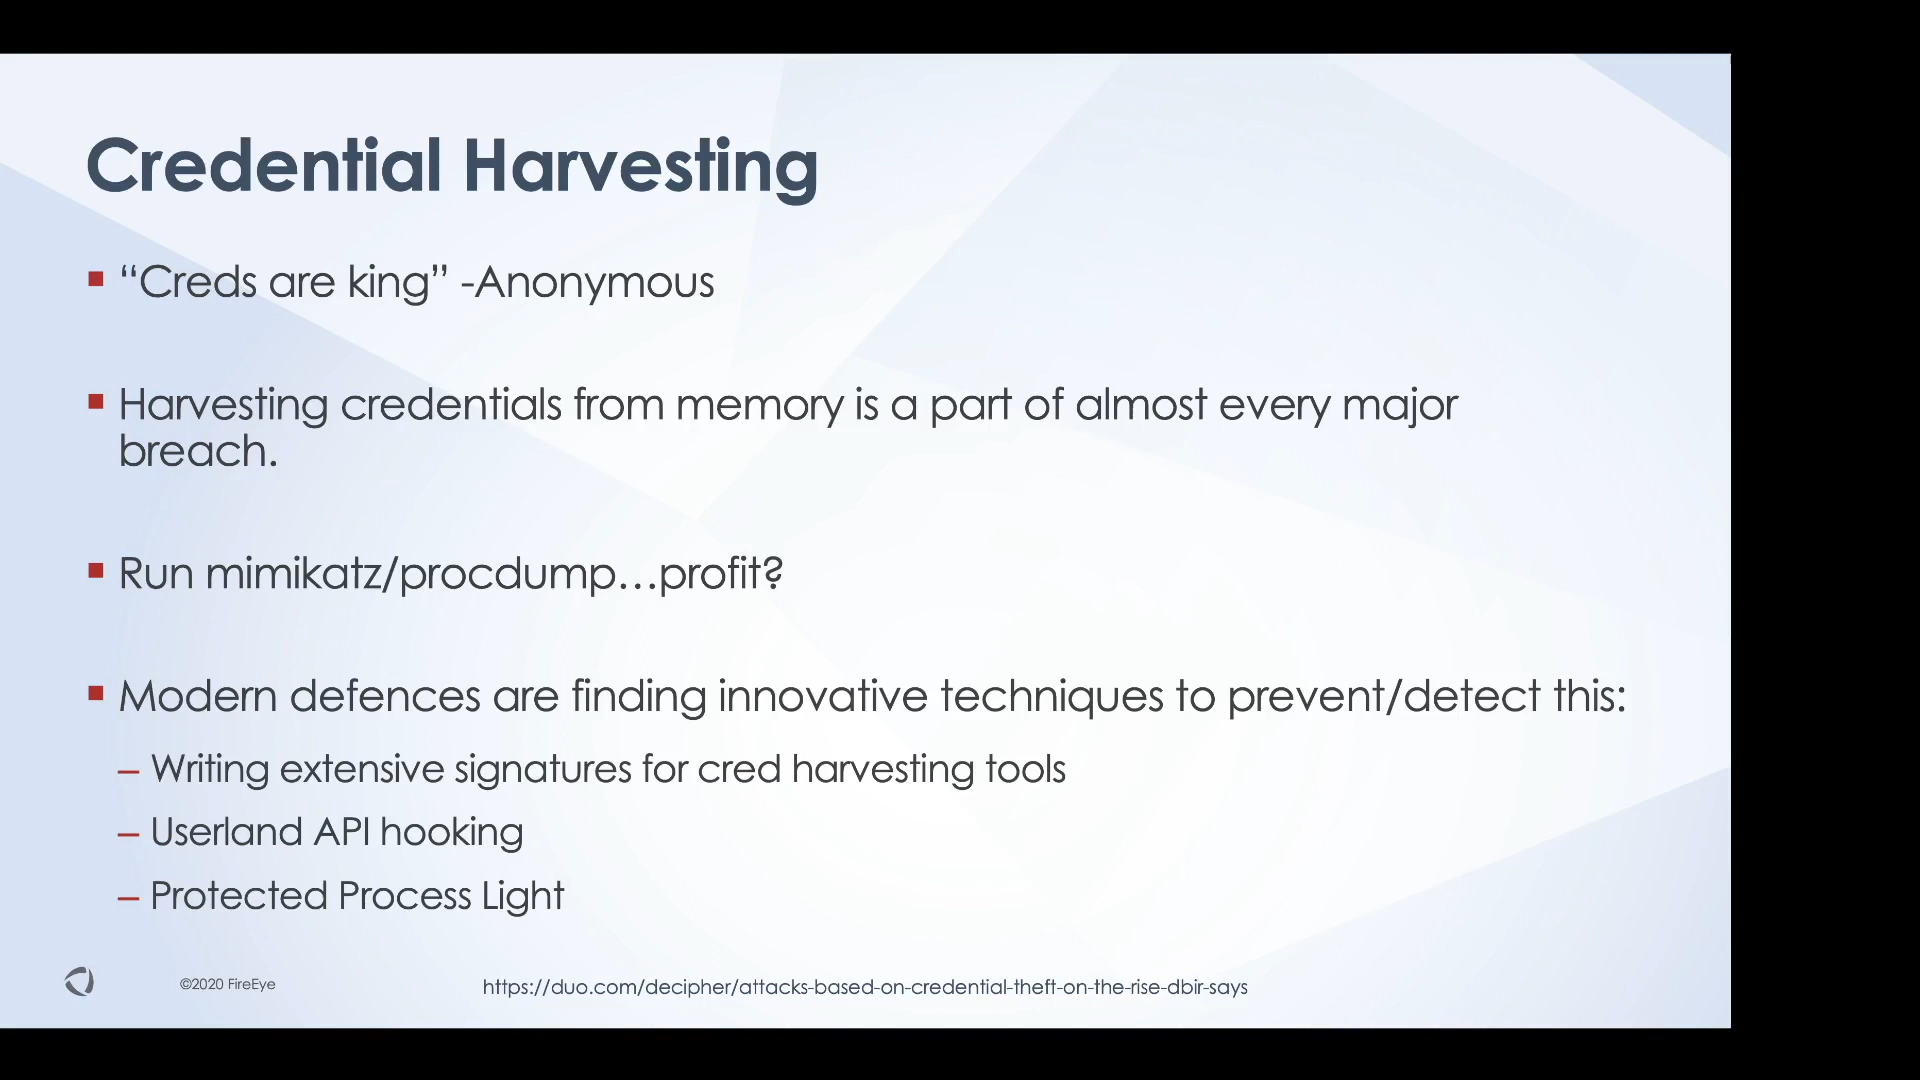 Credential Harvesting
▪ “Creds are king” -Anonymous
▪ Harvesting credentials from memory is a part of almost every major
breach.
▪ Run mimikatz/procdump…profit?
▪ Modern defences are finding innovative techniques to prevent/detect this:
– Writing extensive signatures for cred harvesting tools
– Userland API hooking
– Protected Process Light
©2020 FireEye
https://duo.com/decipher/attacks-based-on-credential-theft-on-the-rise-dbir-says